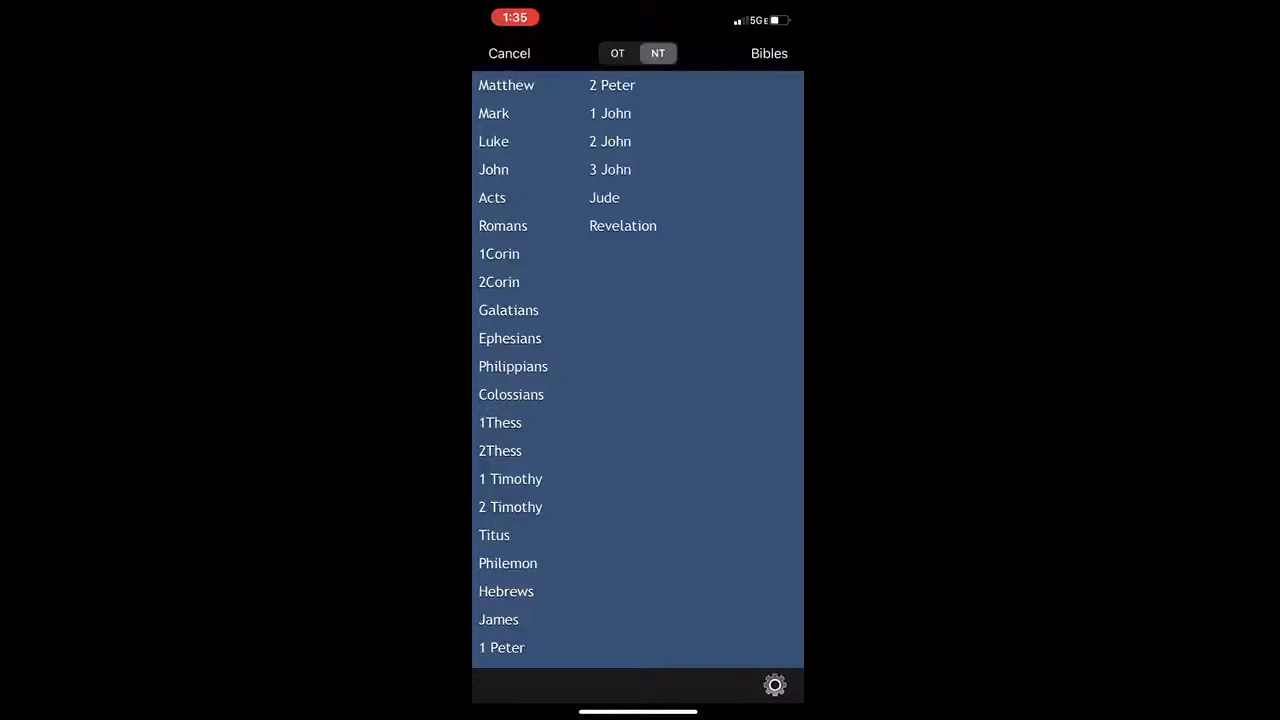 1:35
5GE
Cancel
OT
NT
Bibles
Matthew
Mark
Luke
John
Acts
Romans
1Corin
2Corin
Galatians
Ephesians
Philippians
Colossians
1Thess
2Thess
1 Timothy
2 Timothy
Titus
Philemon
Hebrews
James
1 Peter
2 Peter
1 John
2 John
3 John
Jude
Revelation